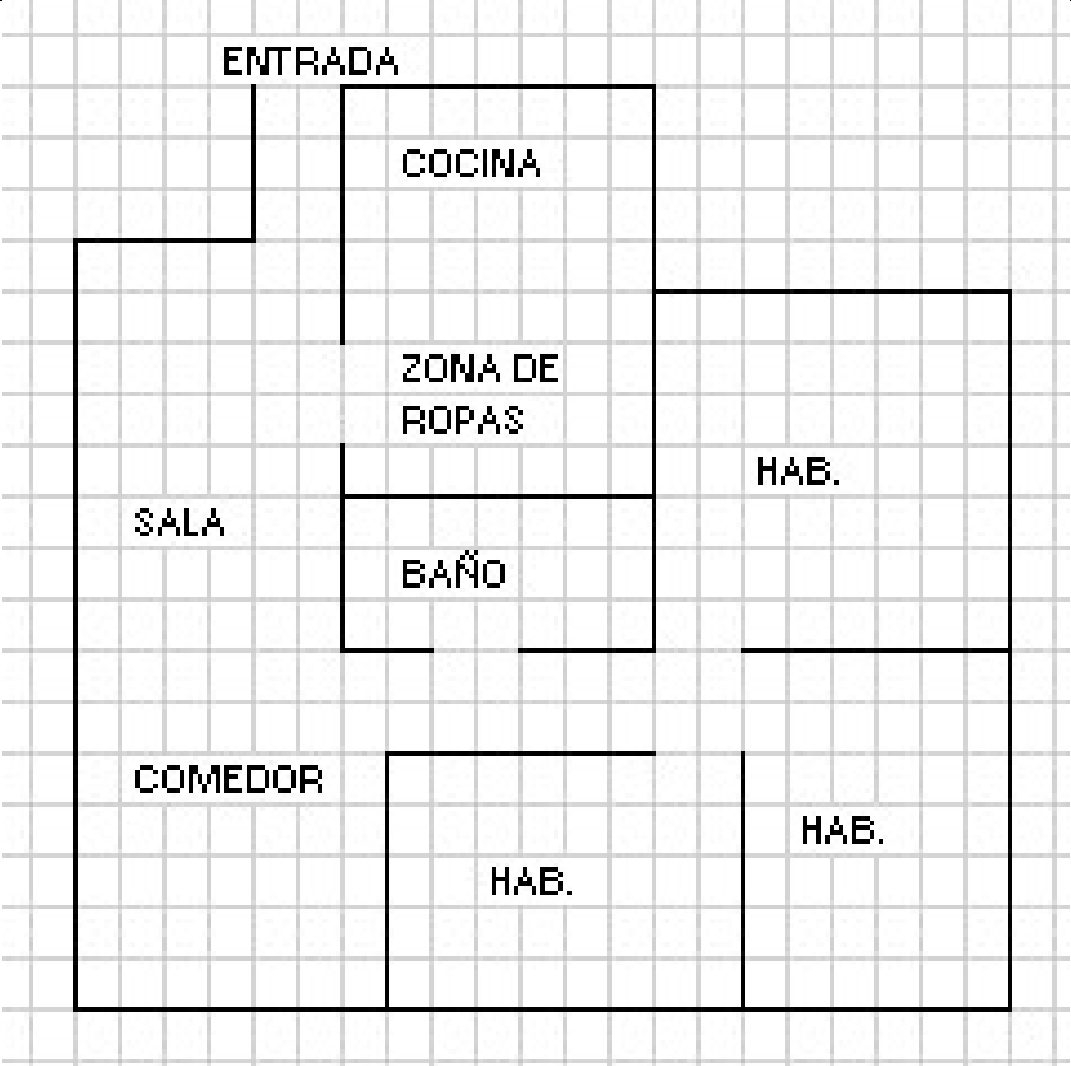 ENTRADA
COCINA
ZONA DE
ROPAS
HAB.
SALA
BAÑO
COMEDOR
HAB.
HAB.